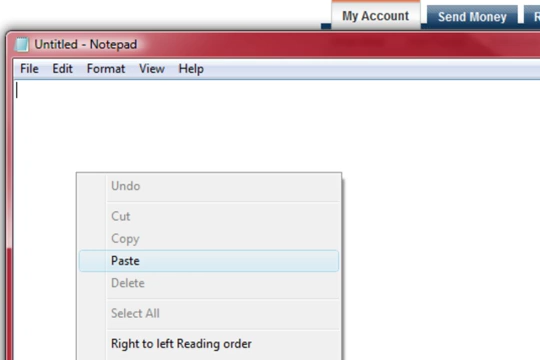 My Account Send Money R
Untitled - Notepad
File Edit Format View Help
Undo
Cut
Copy
Paste
Delete
Select All
Right to left Reading order